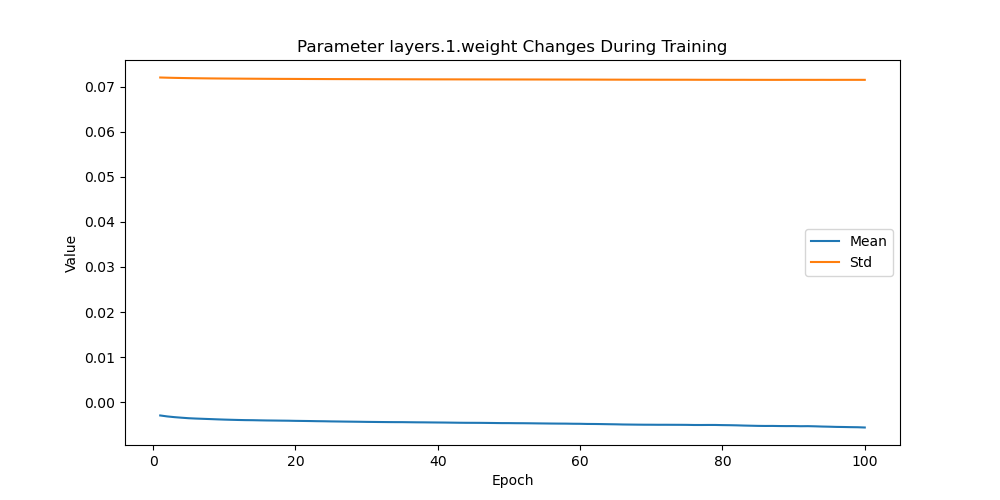 Parameter layers.1.weight Changes During Training
0.07
0.06
0.05
0.04
0.03
0.02
0.01
0.00
Value
Mean
Std
0 20 40 60 80 100
Epoch